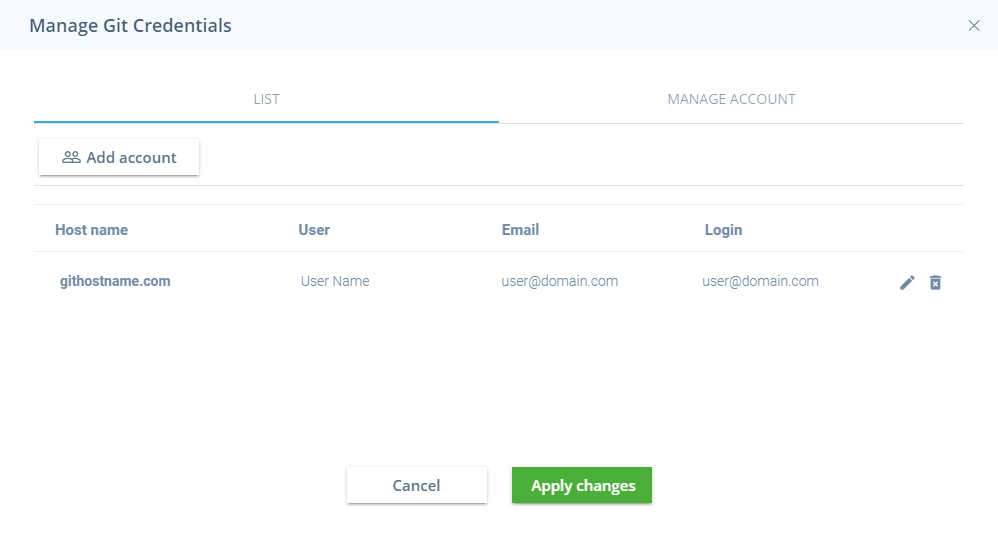 Manage Git Credentials
LIST
MANAGE ACCOUNT
Add account
Host name User Email Login
githostname.com User Name user@domain.com user@domain.com
Cancel Apply changes